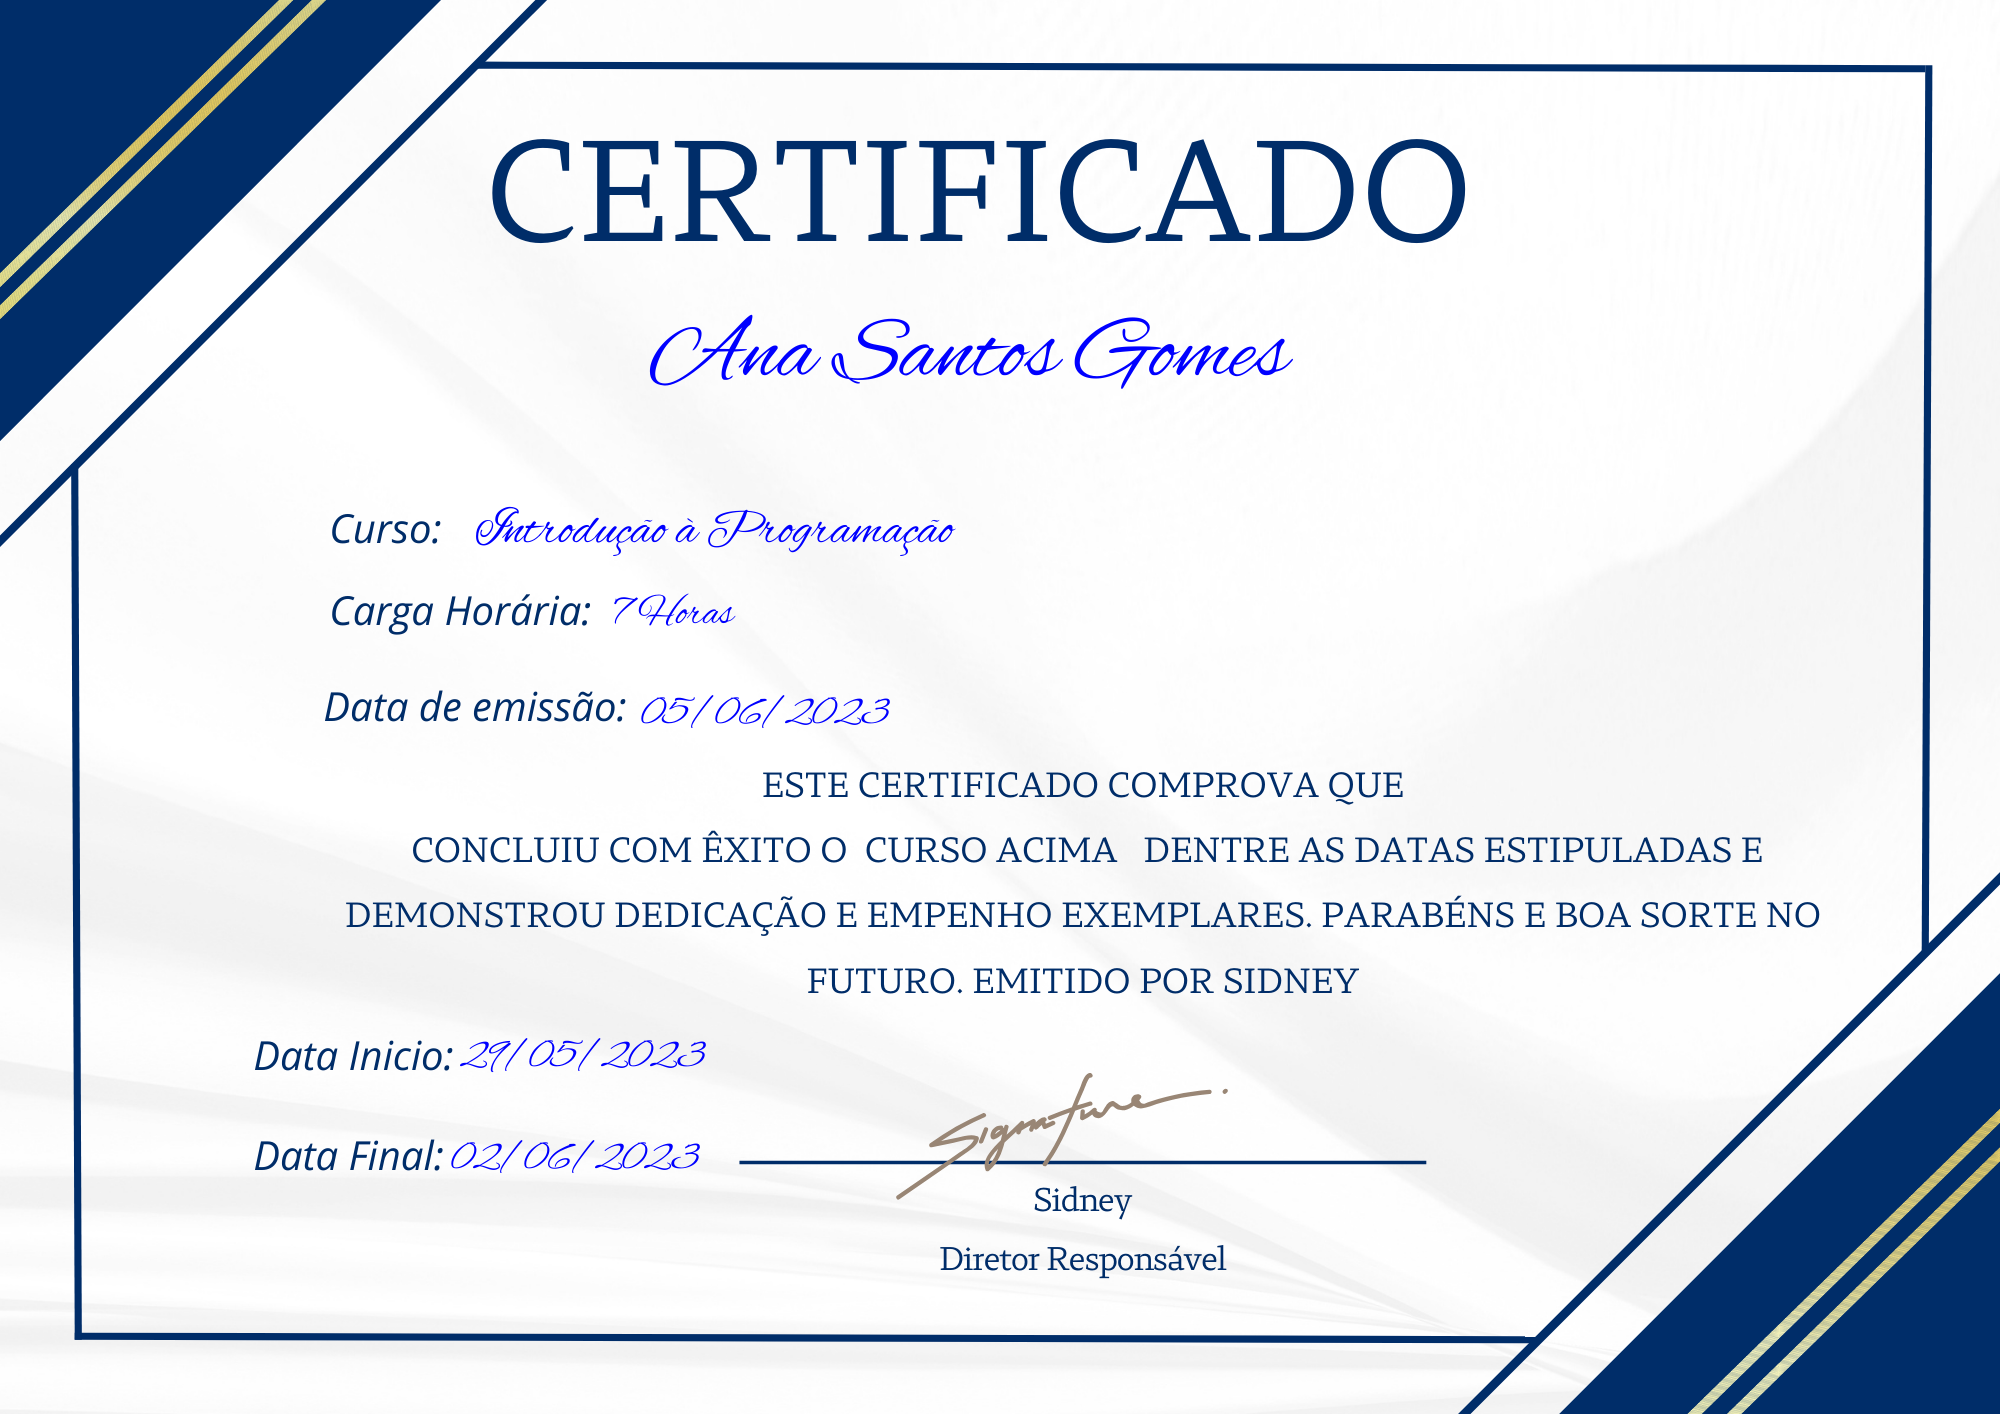 CERTIFICADO
Ana Santos Gomes
Curso: Introdução à Programação
Carga Horária: 7 Horas
Data de emissão: 05/06/2023
ESTE CERTIFICADO COMPROVA QUE
CONCLUIU COM ÊXITO O CURSO ACIMA DENTRE AS DATAS ESTIPULADAS E
DEMONSTROU DEDICAÇÃO E EMPENHO EXEMPLARES. PARABÉNS E BOA SORTE NO
FUTURO. EMITIDO POR SIDNEY
Data Inicio: 29/05/2023
Signature
Data Final: 02/06/2023
Sidney
Diretor Responsável